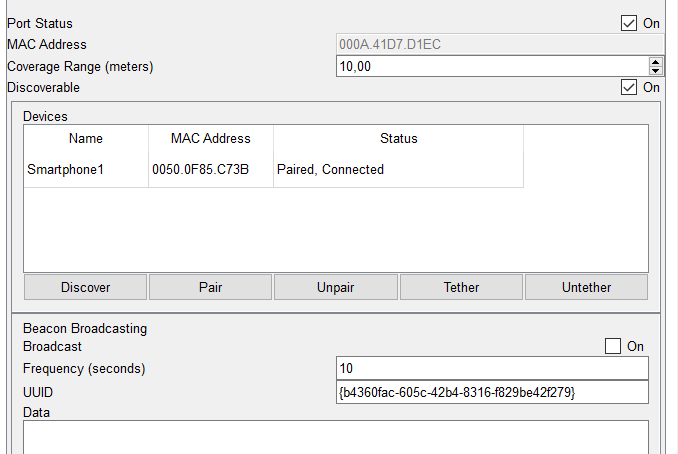 Port Status On
MAC Address 000A.41D7.D1EC
Coverage Range (meters) 10,00
Discoverable On
Devices
Name MAC Address Status
Smartphone1 0050.0F85.C73B Paired, Connected
Discover Pair Unpair Tether Untether
Beacon Broadcasting
Broadcast On
Frequency (seconds) 10
UUID {b4360fac-605c-42b4-8316-f829be42f279}
Data